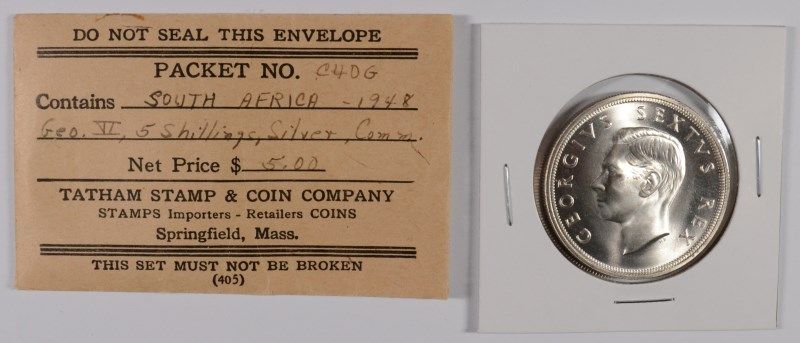 DO NOT SEAL THIS ENVELOPE
PACKET NO. C4DG
Contains SOUTH AFRICA - 1948
Geo. VI, 5 Shillings, Silver, Comm.
Net Price $ 5.00
TATHAM STAMP & COIN COMPANY
STAMPS Importers - Retailers COINS
Springfield, Mass.
THIS SET MUST NOT BE BROKEN
(405)
GEORGIVS SEXTVS REX